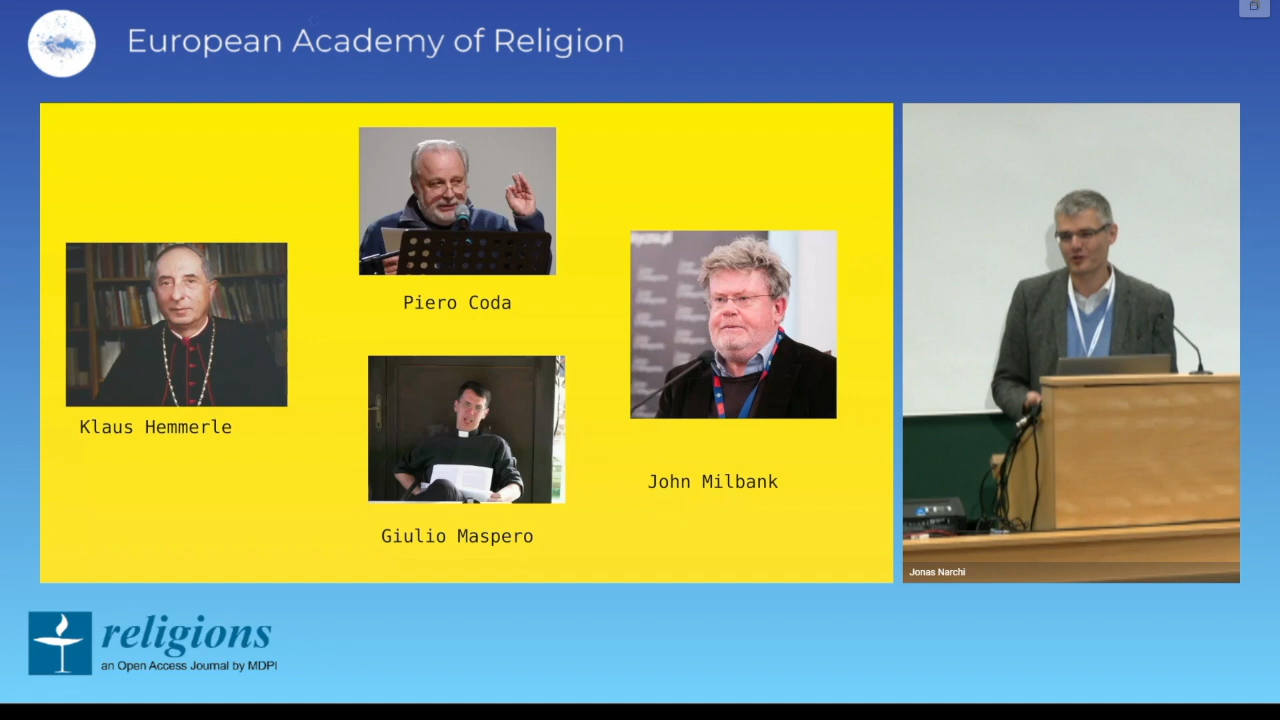 European Academy of Religion
Piero Coda
Klaus Hemmerle
John Milbank
Giulio Maspero
Jonas Narchi
religions
an Open Access Journal by MDPI